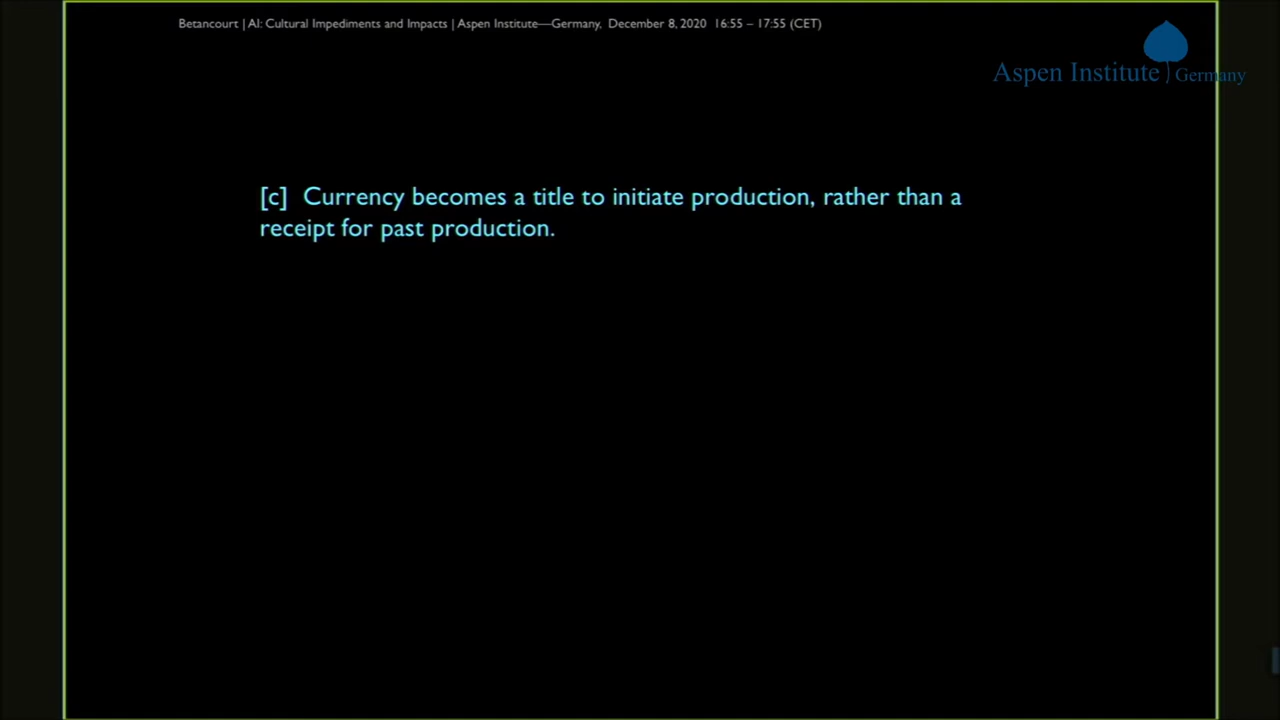 Betancourt | AI: Cultural Impediments and Impacts | Aspen Institute—Germany, December 8, 2020 16:55 – 17:55 (CET)
Aspen Institute | Germany
[c] Currency becomes a title to initiate production, rather than a
receipt for past production.